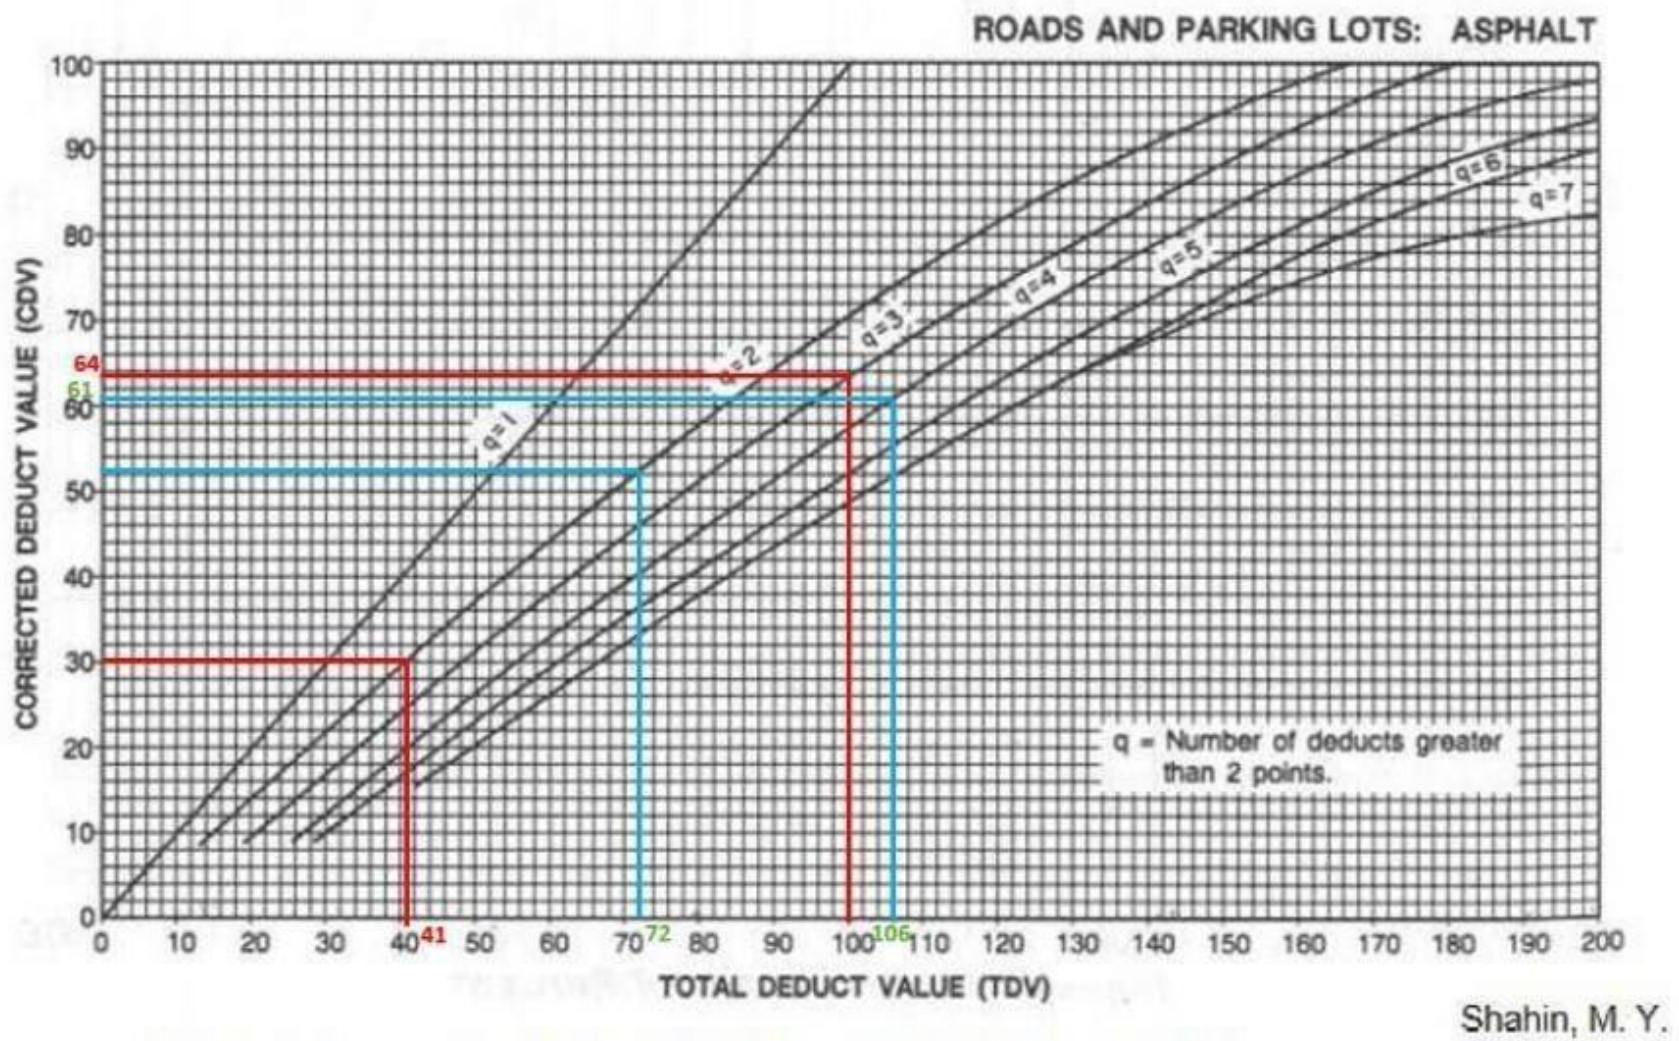 ROADS AND PARKING LOTS: ASPHALT
CORRECTED DEDUCT VALUE (CDV)
100
90
80
70
64
61
60
50
40
30
20
10
0
q=1
q=2
q=3
q=4
q=5
q=6
q=7
q = Number of deducts greater
than 2 points.
0 10 20 30 40 41 50 60 70 72 80 90 100 106 110 120 130 140 150 160 170 180 190 200
TOTAL DEDUCT VALUE (TDV)
Shahin, M. Y.